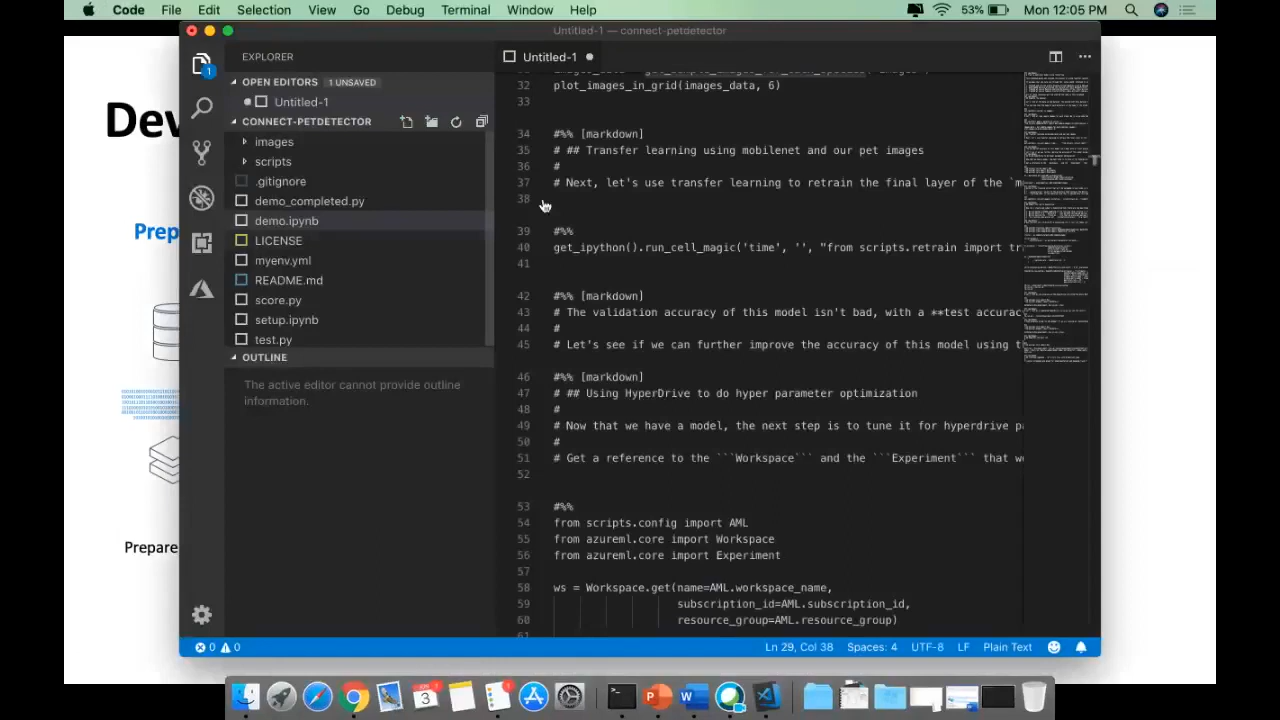 Code File Edit Selection View Go Debug Terminal Window Help 53% Mon 12:05 PM
Untitled-1 — connect-petdetector
Dev
Prep
Prepare
EXPLORER
OPEN EDITORS 1 UNSAVED
Untitled-1
CONNECT-PETDETECTOR
images
scripts
.gitignore
demo_completed.py
demo.ipynb
LICENSE
myenv.yml
README.md
score.py
setup.ipynb
test.py
OUTLINE
The active editor cannot provide outline
information.
1
Untitled-1
32 plot_images_in_grid(images_data, 6)
33
34 #%% [markdown]
35 # ## Transfer learning using mobilenet and our pet images
36 #
37 # Next, let's use transfer learning to retrain the final layer of the `m
38
39 #%%
40 get_ipython().run_cell_magic('time', '', "from scripts.retrain import tr
41
42 #%% [markdown]
43 # The validation accuracy of this model isn't bad, with a **test accurac
44 #
45 # Let's see if we can further improve the accuracy of this model using t
46 #%% [markdown]
47 # ## Using HyperDrive to do hyper parameter optimization
48 #
49 # Now that we have a model, the next step is to tune it for hyperdrive pa
50 #
51 # Get a reference to the ```Workspace``` and the ```Experiment``` that we
52
53 #%%
54 from scripts.config import AML
55 from azureml.core import Workspace
56 from azureml.core import Experiment
57
58 ws = Workspace.get(name=AML.workspace_name,
59 subscription_id=AML.subscription_id,
60 resource_group=AML.resource_group)
61
0 0 Ln 29, Col 38 Spaces: 4 UTF-8 LF Plain Text
3